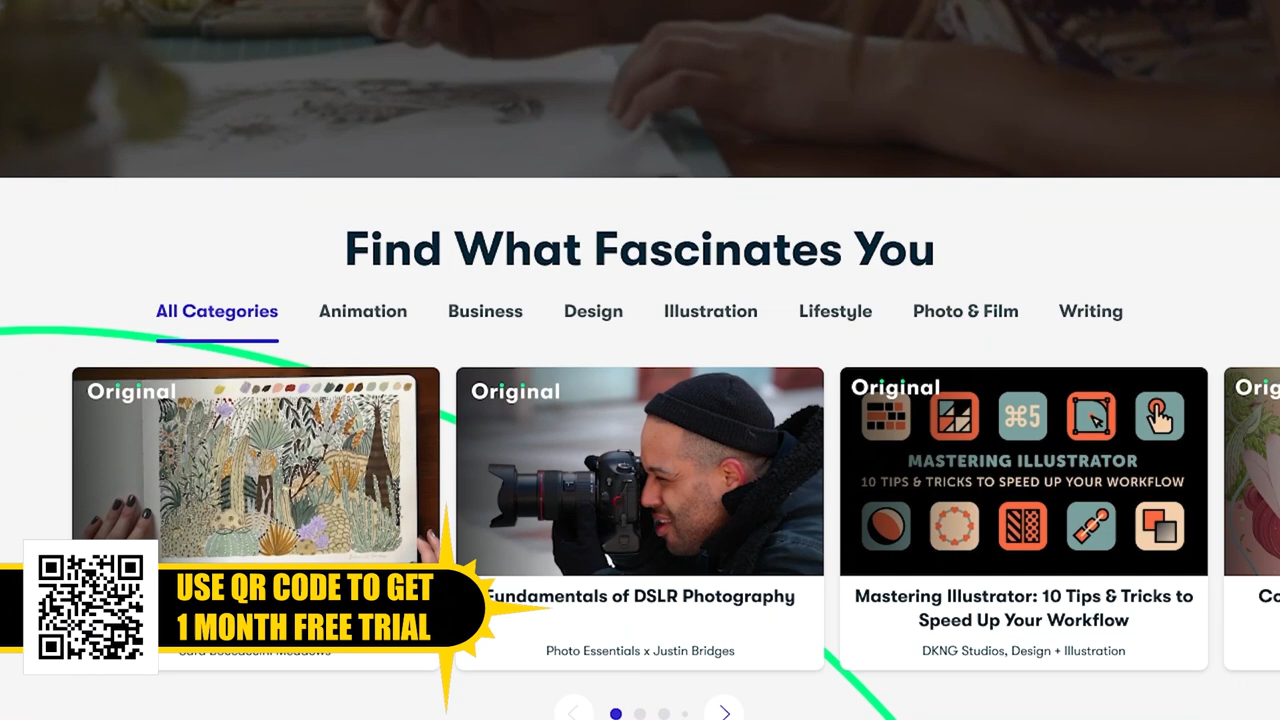 Find What Fascinates You
All Categories Animation Business Design Illustration Lifestyle Photo & Film Writing
Original
Original
Original
⌘5
MASTERING ILLUSTRATOR
10 TIPS & TRICKS TO SPEED UP YOUR WORKFLOW
Orig
USE QR CODE TO GET
1 MONTH FREE TRIAL
Fundamentals of DSLR Photography
Photo Essentials x Justin Bridges
Mastering Illustrator: 10 Tips & Tricks to
Speed Up Your Workflow
DKNG Studios, Design + Illustration
Co